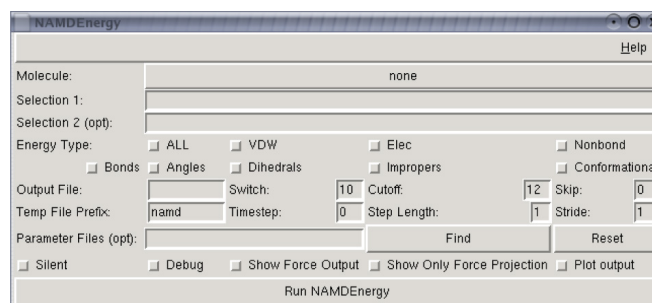 NAMDEnergy
Help
Molecule: none
Selection 1:
Selection 2 (opt):
Energy Type: ALL VDW Elec Nonbond
Bonds Angles Dihedrals Impropers Conformationa
Output File: Switch: 10 Cutoff: 12 Skip: 0
Temp File Prefix: namd Timestep: 0 Step Length: 1 Stride: 1
Parameter Files (opt): Find Reset
Silent Debug Show Force Output Show Only Force Projection Plot output
Run NAMDEnergy